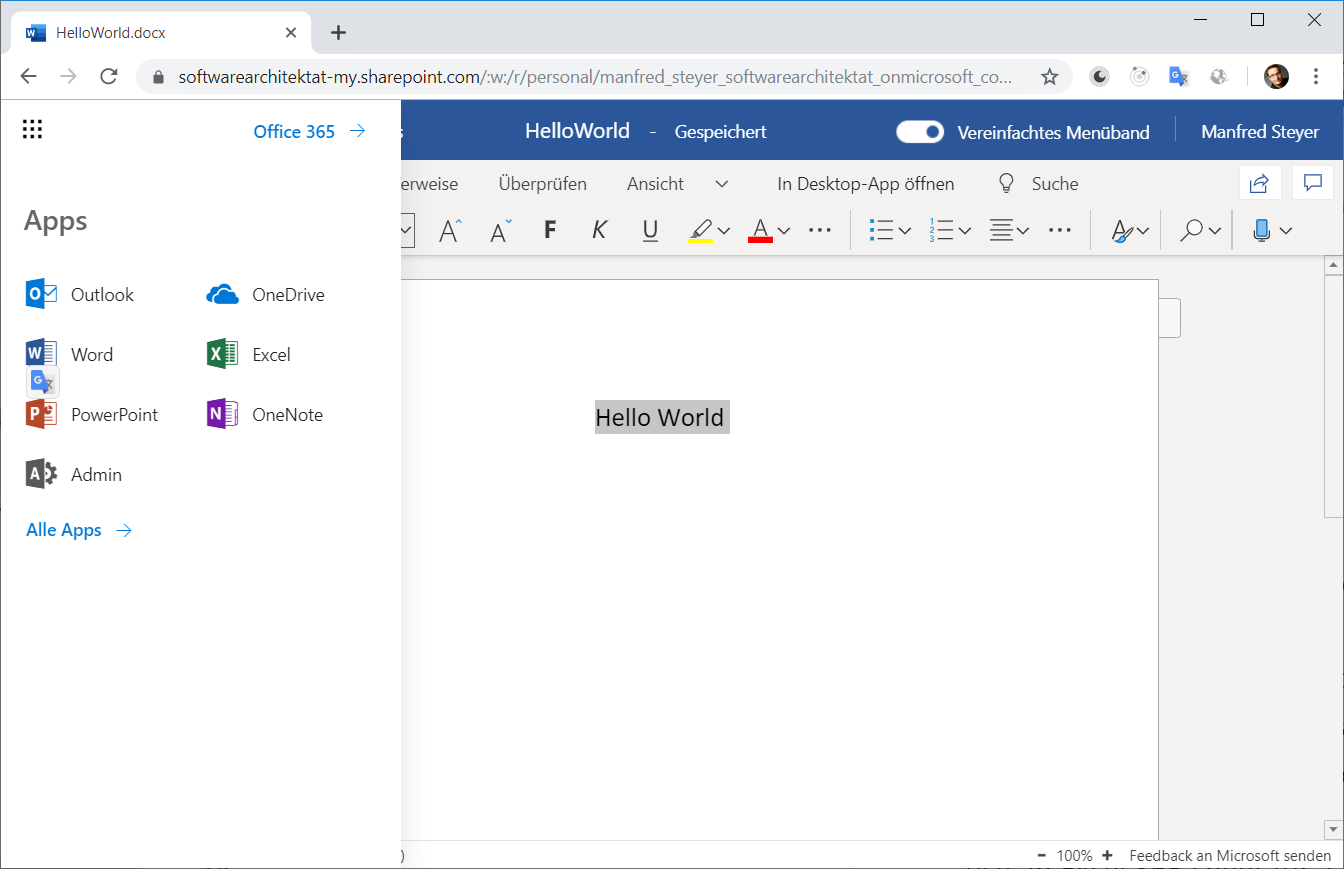 HelloWorld.docx
softwarearchitektat-my.sharepoint.com/:w:/r/personal/manfred_steyer_softwarearchitektat_onmicrosoft_co...
Office 365
HelloWorld - Gespeichert
Vereinfachtes Menüband
Manfred Steyer
Apps
erweise Überprüfen Ansicht In Desktop-App öffnen Suche
F K U A
Outlook OneDrive
Word Excel
PowerPoint OneNote
Admin
Alle Apps
Hello World
100% Feedback an Microsoft senden